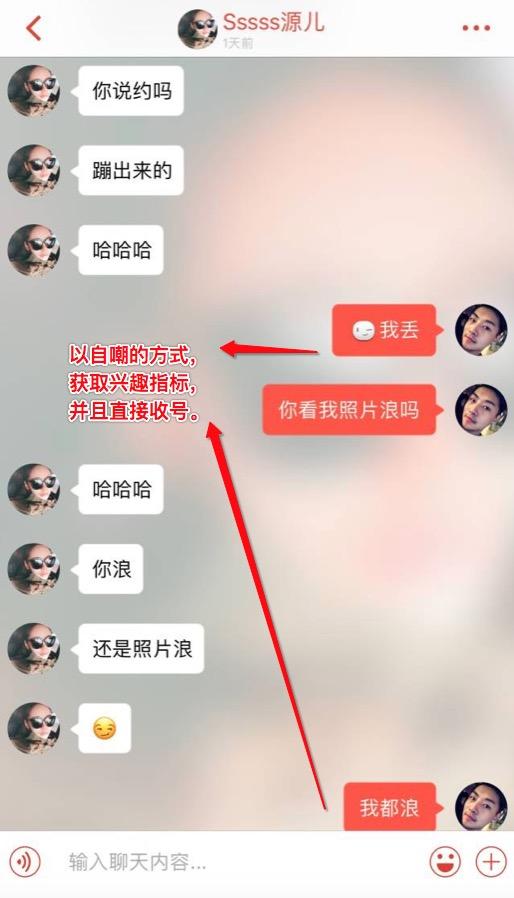 Sssss源儿
1天前
你说约吗
蹦出来的
哈哈哈
我丢
以自嘲的方式，
获取兴趣指标，
并且直接收号。
你看我照片浪吗
哈哈哈
你浪
还是照片浪
我都浪
输入聊天内容...